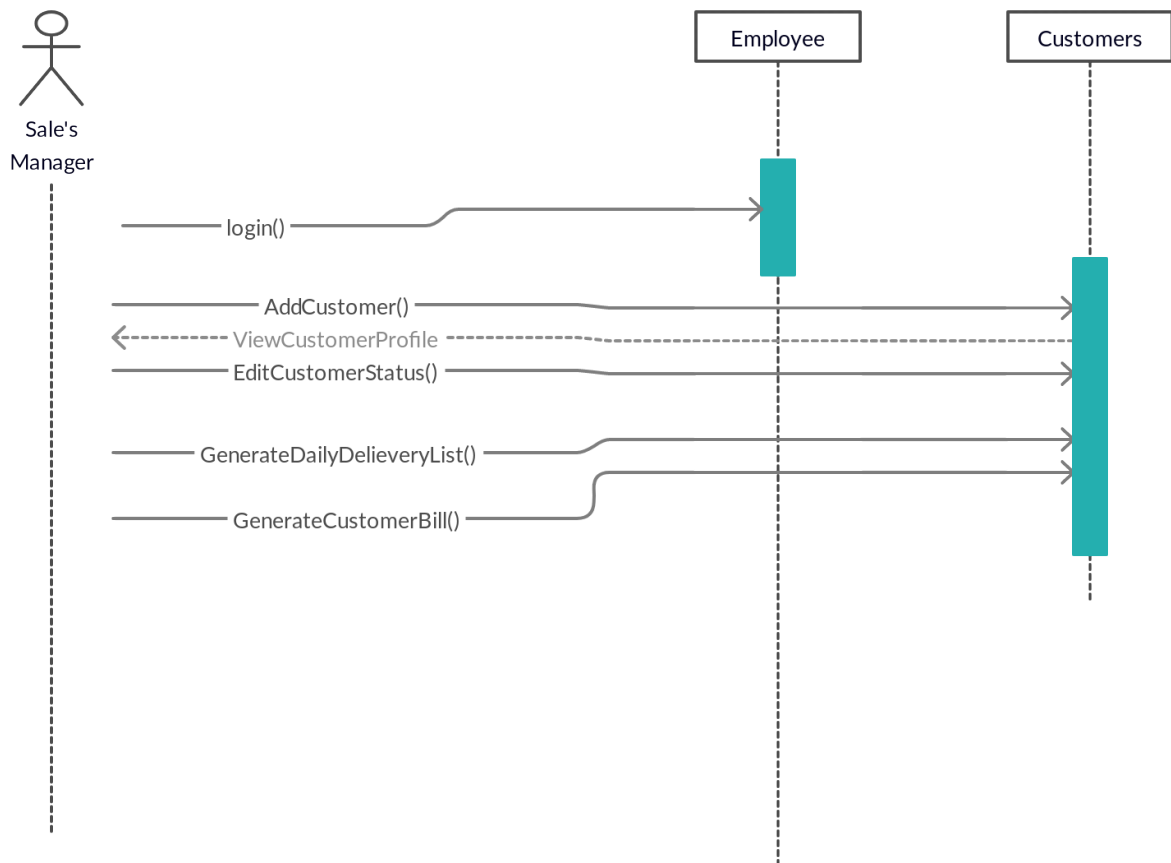 Employee
Customers
Sale's
Manager
login()
AddCustomer()
ViewCustomerProfile
EditCustomerStatus()
GenerateDailyDelieveryList()
GenerateCustomerBill()